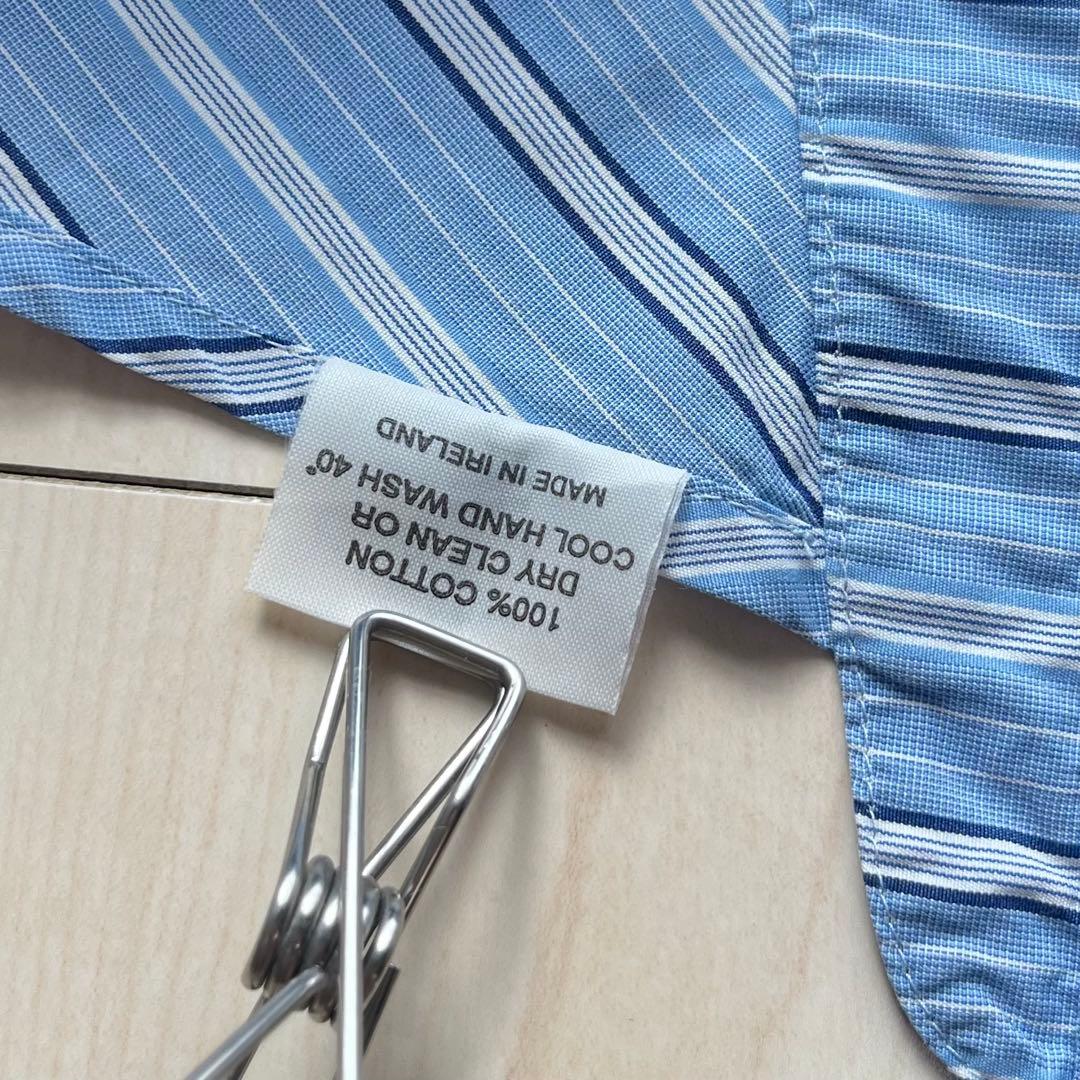 100% COTTON
DRY CLEAN OR
COOL HAND WASH 40°
MADE IN IRELAND